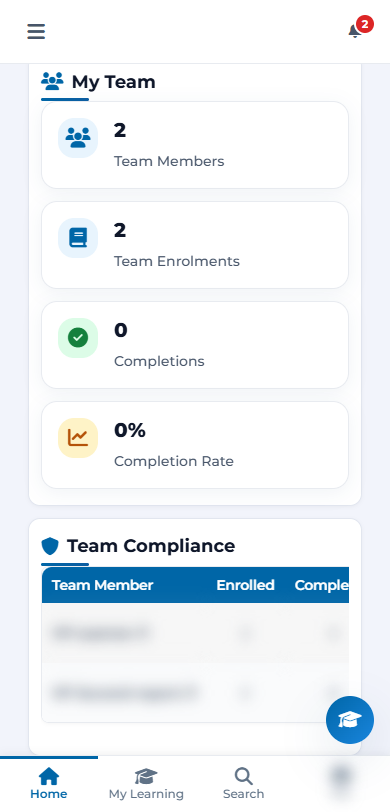 2
My Team
2
Team Members
2
Team Enrolments
0
Completions
0%
Completion Rate
Team Compliance
Team Member Enrolled Comple
Home My Learning Search